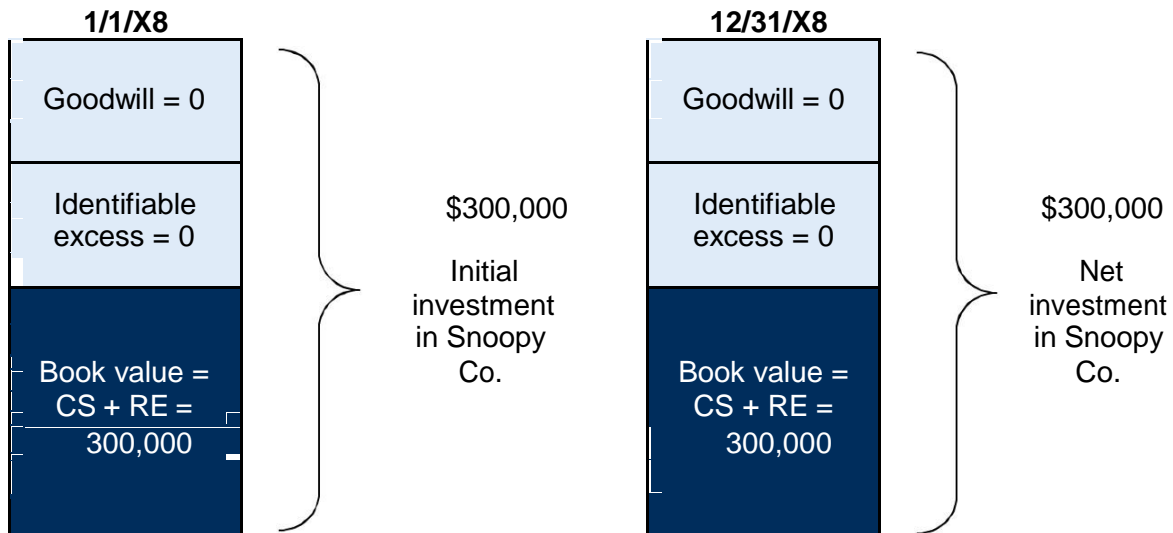 1/1/X8
Goodwill = 0
Identifiable
excess = 0
Book value =
CS + RE =
300,000
$300,000
Initial
investment
in Snoopy
Co.
12/31/X8
Goodwill = 0
Identifiable
excess = 0
Book value =
CS + RE =
300,000
$300,000
Net
investment
in Snoopy
Co.